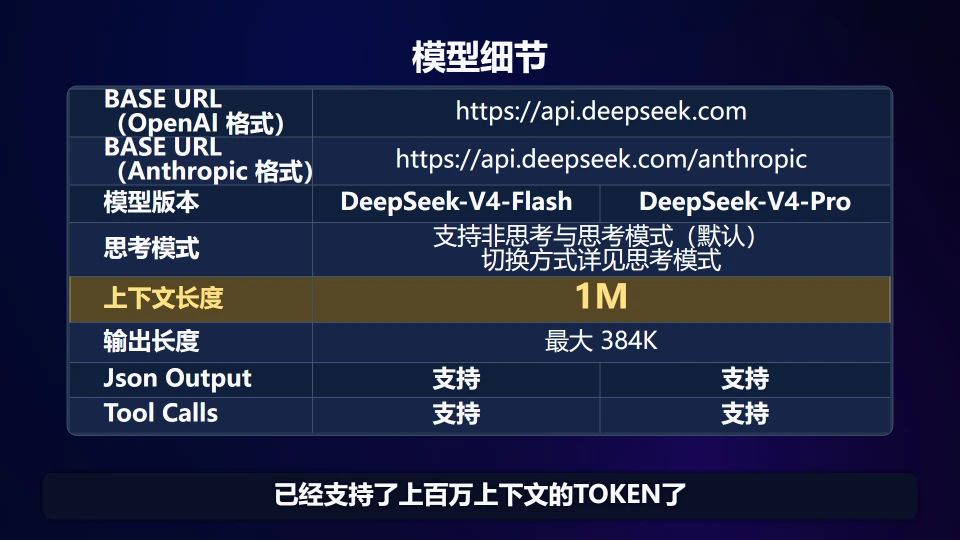 模型细节
BASE URL
（OpenAI 格式）
https://api.deepseek.com
BASE URL
（Anthropic 格式）
https://api.deepseek.com/anthropic
模型版本
DeepSeek-V4-Flash
DeepSeek-V4-Pro
思考模式
支持非思考与思考模式（默认）
切换方式详见思考模式
上下文长度
1M
输出长度
最大 384K
Json Output
支持
支持
Tool Calls
支持
支持
已经支持了上百万上下文的TOKEN了